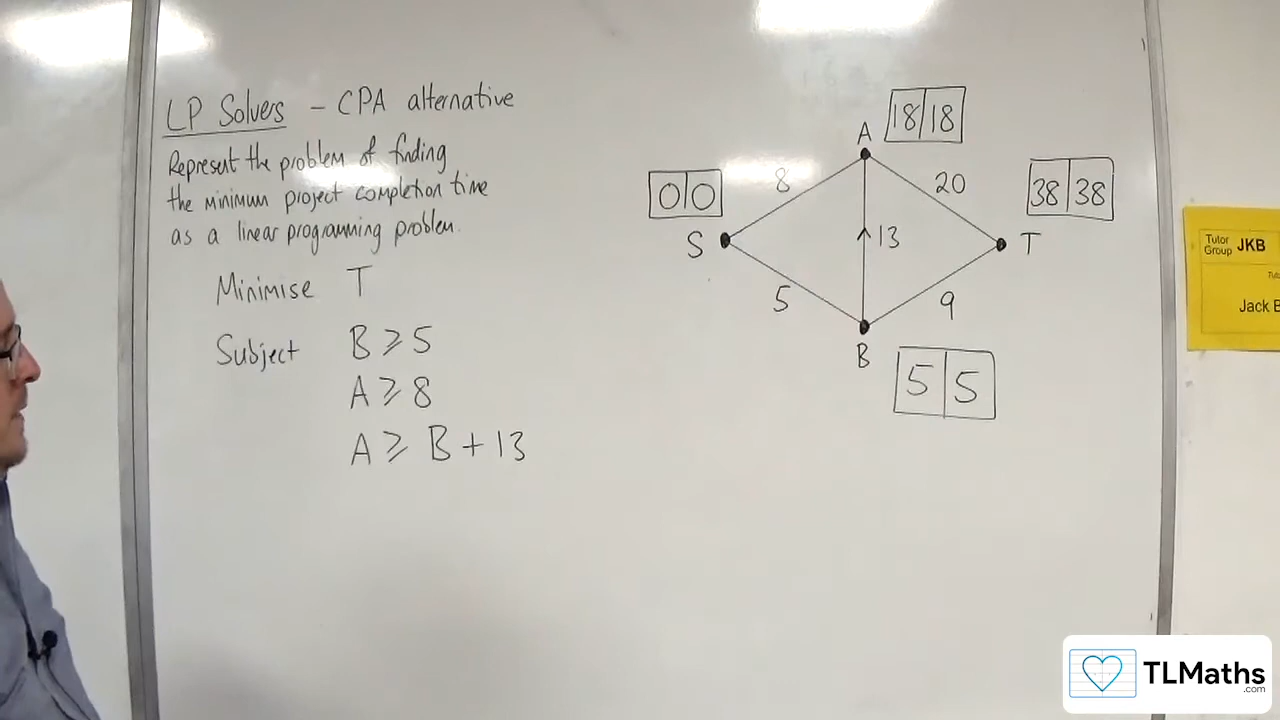 LP Solvers – CPA alternative
Represent the problem of finding
the minimum project completion time
as a linear programming problem.
Minimise T
Subject B ⩾ 5
A ⩾ 8
A ⩾ B + 13
A
18 18
8
20
0 0
38 38
S
13
T
5
9
B
5 5
Tutor
Group JKB
Jack
TLMaths
.com